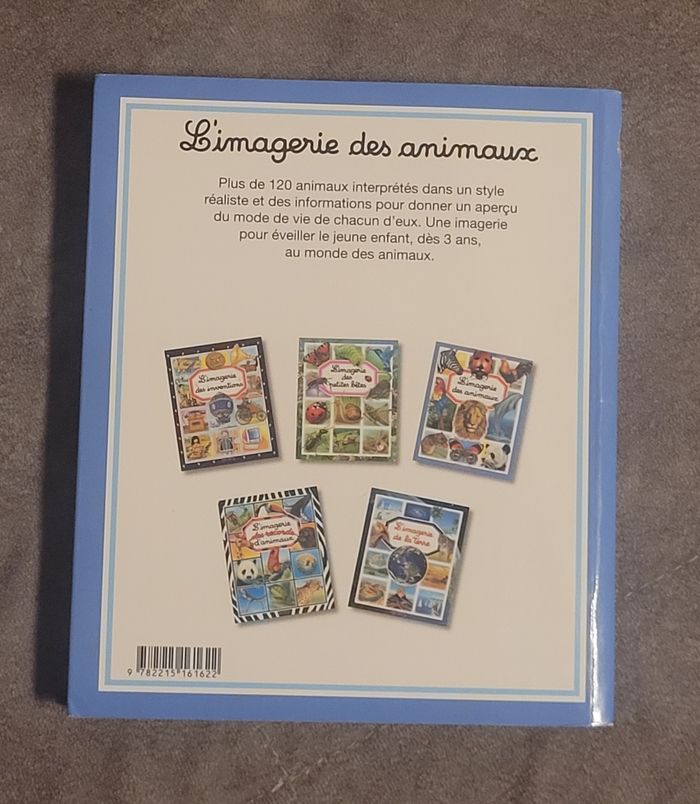 L'imagerie des animaux
Plus de 120 animaux interprétés dans un style
réaliste et des informations pour donner un aperçu
du mode de vie de chacun d'eux. Une imagerie
pour éveiller le jeune enfant, dès 3 ans,
au monde des animaux.
L'imagerie
des inventions
L'imagerie
des
petites bêtes
L'imagerie
des animaux
L'imagerie
des records
d'animaux
L'imagerie
de la terre
9 782215 161622